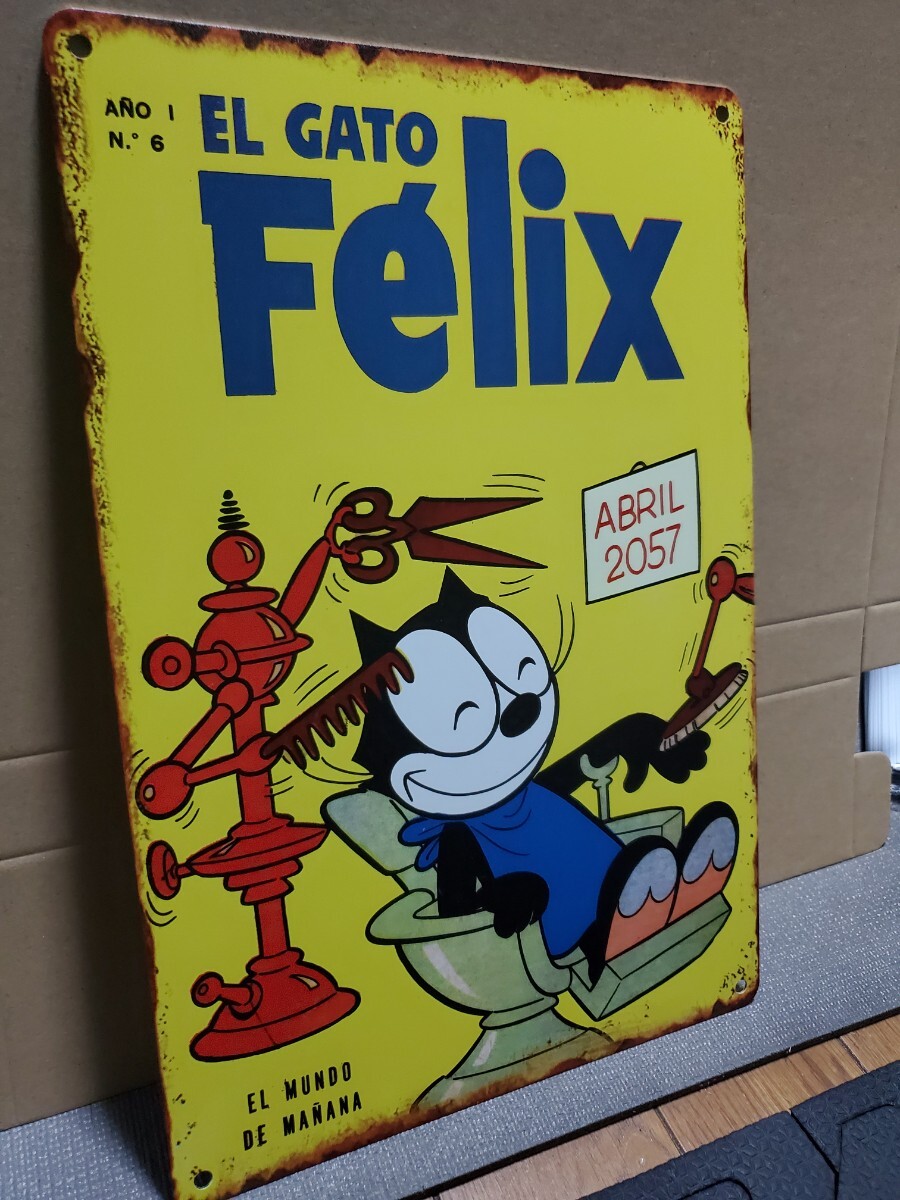 AÑO I
N.º 6
EL GATO
Félix
ABRIL
2057
EL MUNDO
DE MAÑANA